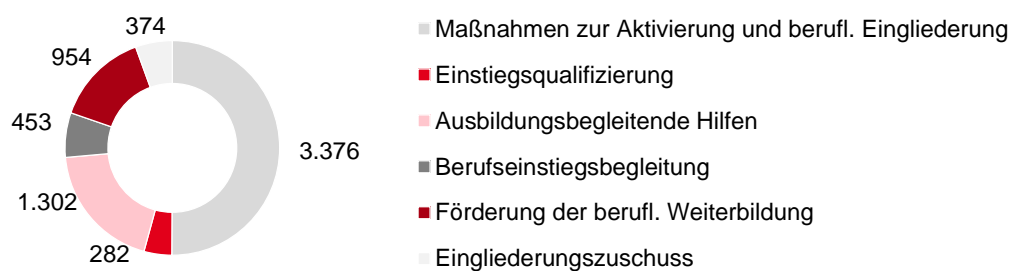 374
954
453
1.302
282
3.376
Maßnahmen zur Aktivierung und berufl. Eingliederung
Einstiegsqualifizierung
Ausbildungsbegleitende Hilfen
Berufseinstiegsbegleitung
Förderung der berufl. Weiterbildung
Eingliederungszuschuss